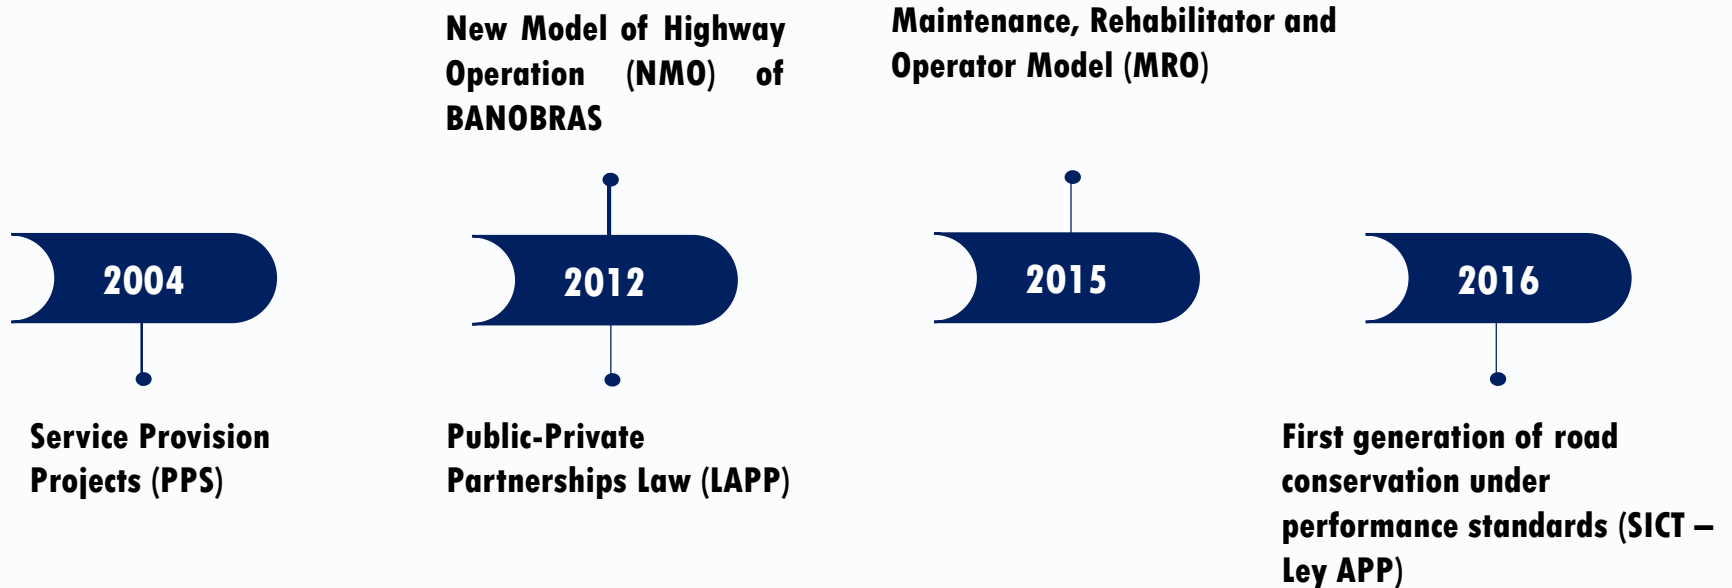 New Model of Highway
Operation (NMO) of
BANOBRAS
Maintenance, Rehabilitator and
Operator Model (MRO)
2004
2012
2015
2016
Service Provision
Projects (PPS)
Public-Private
Partnerships Law (LAPP)
First generation of road
conservation under
performance standards (SICT –
Ley APP)